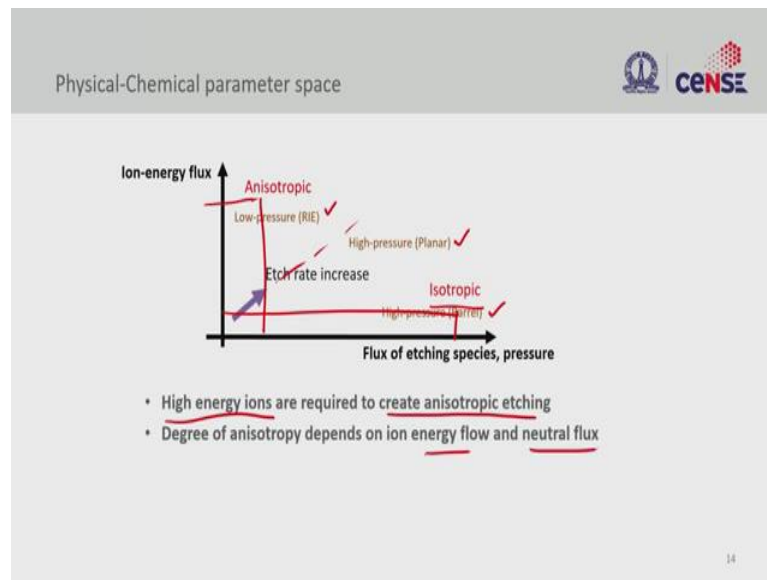 Physical-Chemical parameter space
CeNSE
Ion-energy flux
Anisotropic
Low-pressure (RIE)
High-pressure (Planar)
Etch rate increase
Isotropic
High-pressure (Barrel)
Flux of etching species, pressure
• High energy ions are required to create anisotropic etching
• Degree of anisotropy depends on ion energy flow and neutral flux
14